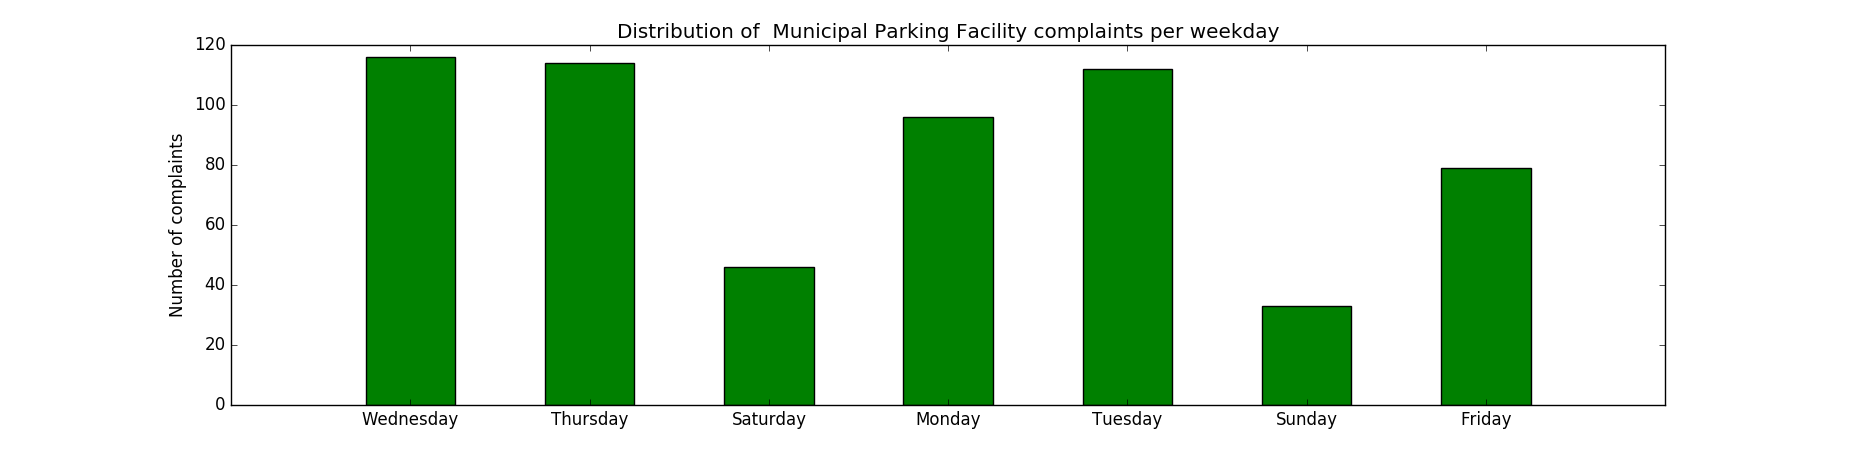 Distribution of  Municipal Parking Facility complaints per weekday
Number of complaints
120
100
80
60
40
20
0
Wednesday Thursday Saturday Monday Tuesday Sunday Friday